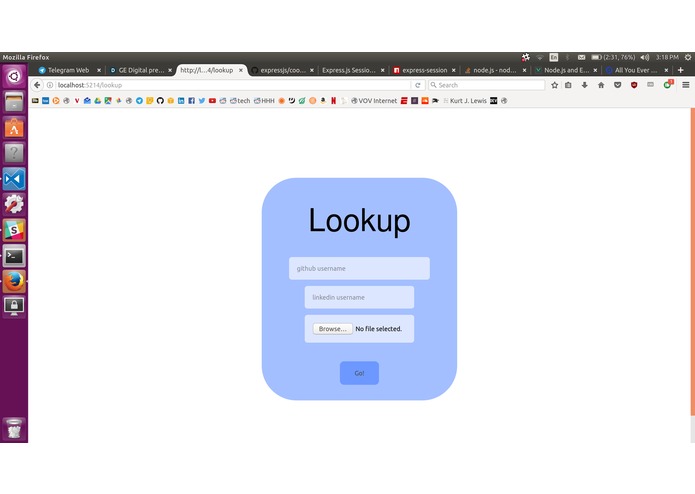 Mozilla Firefox
En
(2:31, 76%)
3:18 PM
Telegram Web
GE Digital pre...
http://l...4/lookup
expressjs/coo...
Express.js Sessio...
express-session
node.js - nod...
Node.js and E...
All You Ever ...
localhost:5214/lookup
Search
tech
HHH
VOV Internet
Kurt J. Lewis
Lookup
github username
linkedin username
Browse... No file selected.
Go!